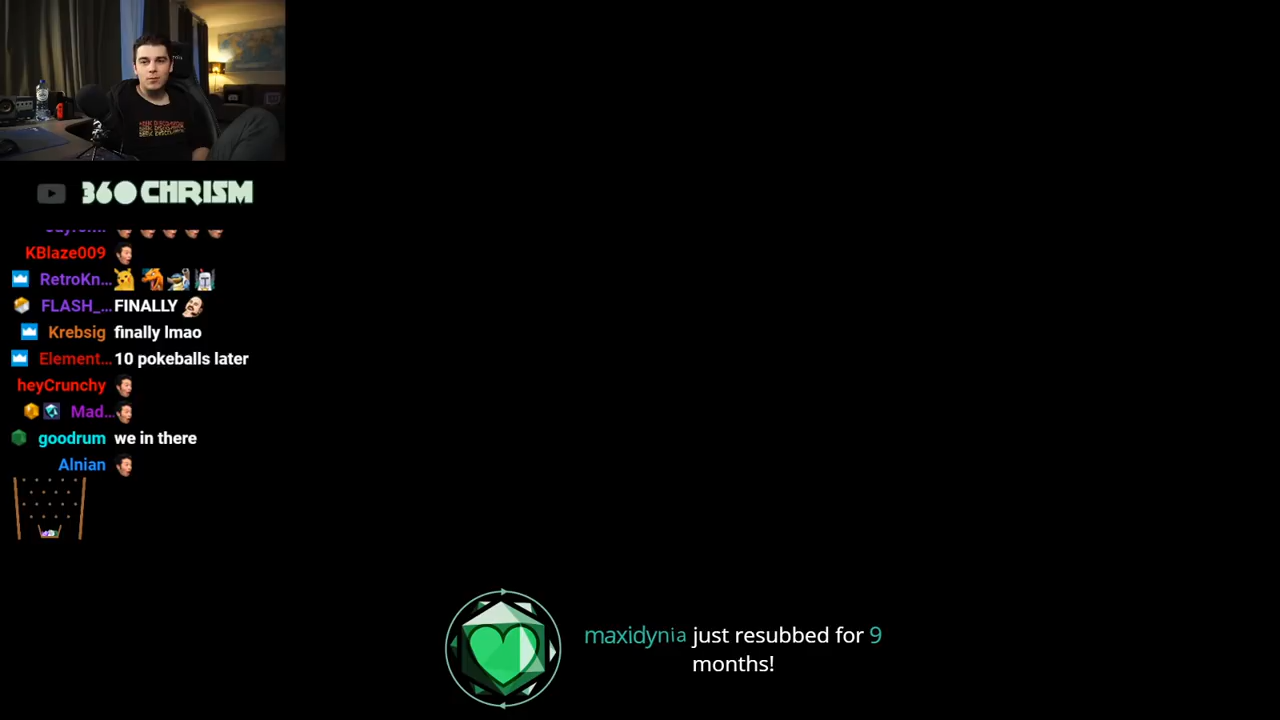 360 CHRISM
KBlaze009
RetroKn...
FLASH_... FINALLY
Krebsig finally lmao
Element... 10 pokeballs later
heyCrunchy
Mad...
goodrum we in there
Alnian
maxidynia just resubbed for 9
months!